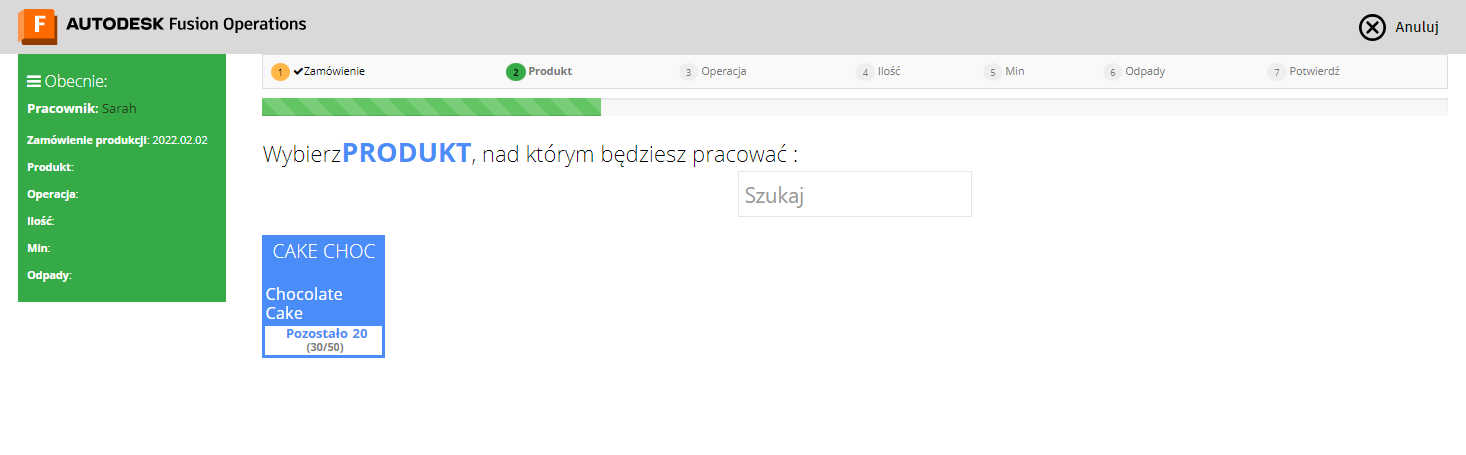 F AUTODESK Fusion Operations
Anuluj
Obecnie:
Pracownik: Sarah
Zamówienie produkcji: 2022.02.02
Produkt:
Operacja:
Ilość:
Min:
Odpady:
1 Zamówienie 2 Produkt 3 Operacja 4 Ilość 5 Min 6 Odpady 7 Potwierdź
WybierzPRODUKT, nad którym będziesz pracować :
Szukaj
CAKE CHOC
Chocolate
Cake
Pozostało 20
(30/50)